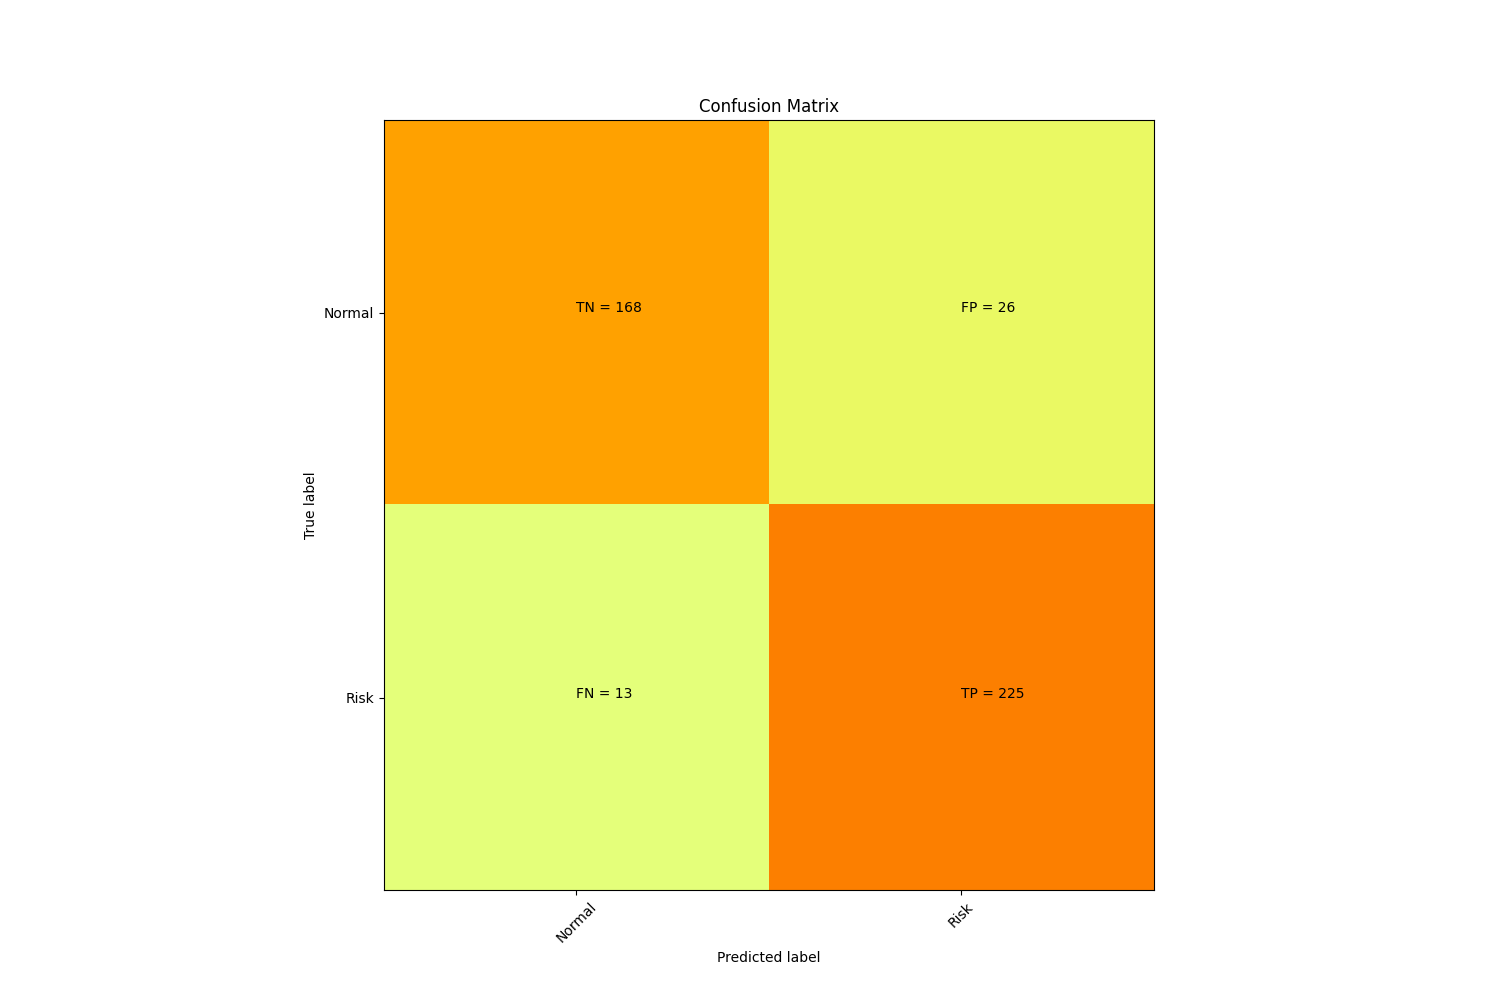 Confusion Matrix
Normal
TN = 168
FP = 26
True label
Risk
FN = 13
TP = 225
Normal
Risk
Predicted label